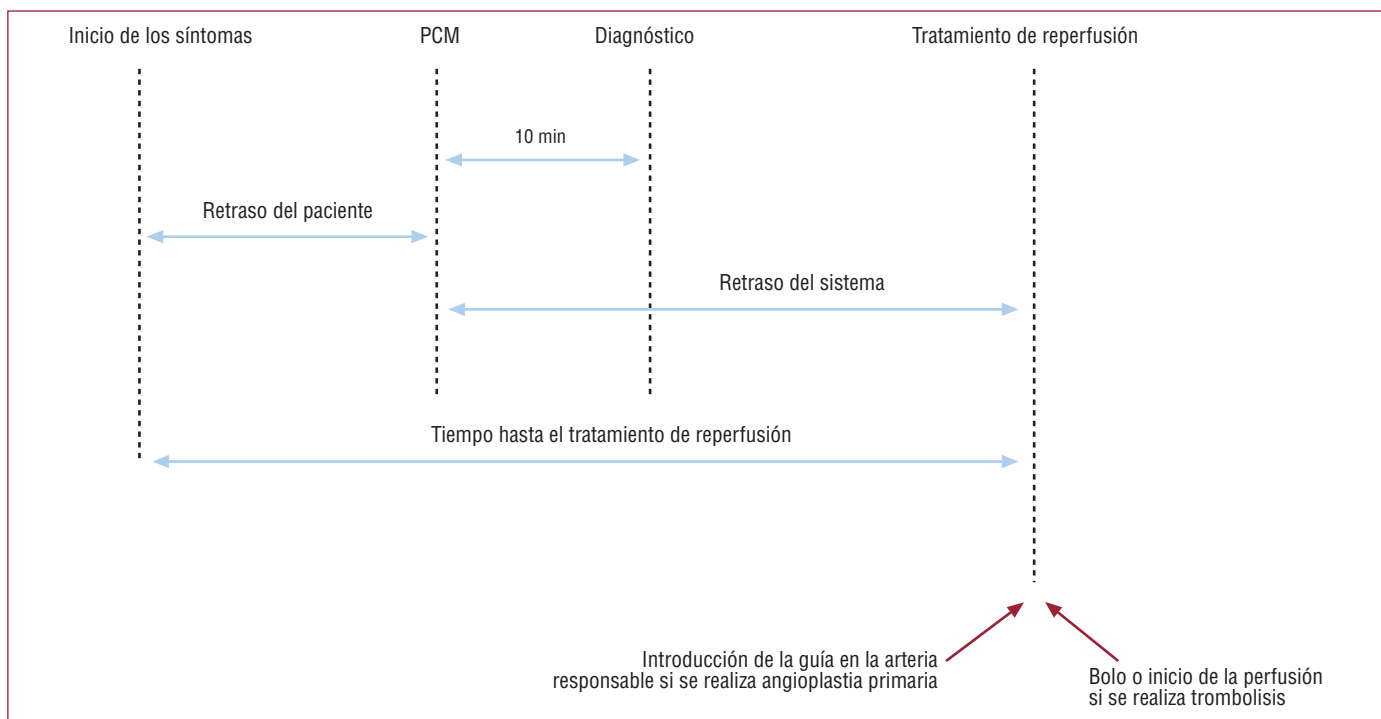 Inicio de los síntomas
PCM
Diagnóstico
Tratamiento de reperfusión
10 min
Retraso del paciente
Retraso del sistema
Tiempo hasta el tratamiento de reperfusión
Introducción de la guía en la arteria
responsable si se realiza angioplastia primaria
Bolo o inicio de la perfusión
si se realiza trombolisis